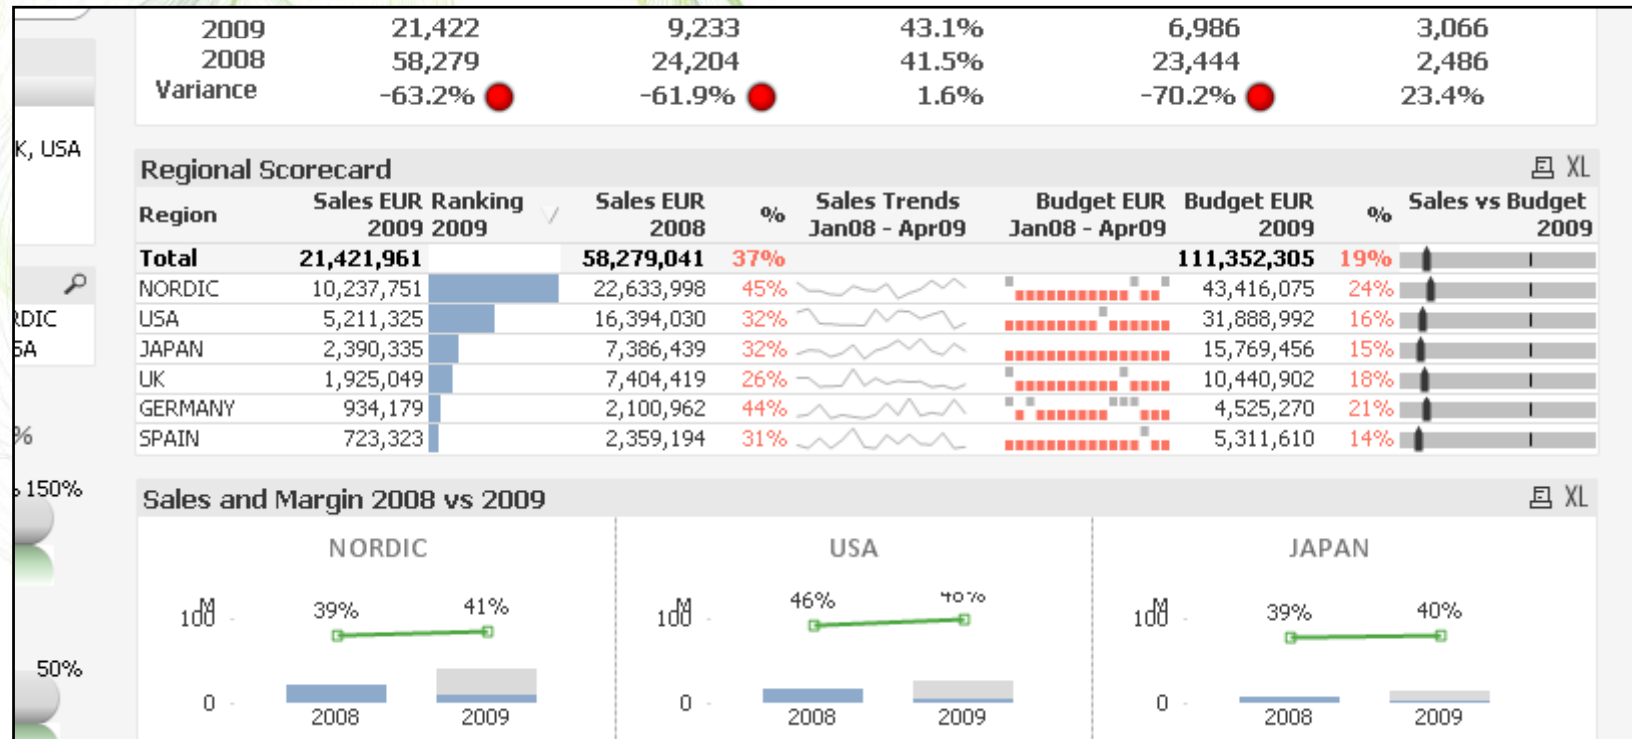 2009 21,422 9,233 43.1% 6,986 3,066
2008 58,279 24,204 41.5% 23,444 2,486
Variance -63.2% -61.9% 1.6% -70.2% 23.4%
K, USA
Regional Scorecard XL
Region Sales EUR 2009 Ranking 2009 Sales EUR 2008 % Sales Trends Jan08 - Apr09 Budget EUR Jan08 - Apr09 Budget EUR 2009 % Sales vs Budget 2009
Total 21,421,961 58,279,041 37% 111,352,305 19%
NORDIC 10,237,751 22,633,998 45% 43,416,075 24%
USA 5,211,325 16,394,030 32% 31,888,992 16%
JAPAN 2,390,335 7,386,439 32% 15,769,456 15%
UK 1,925,049 7,404,419 26% 10,440,902 18%
GERMANY 934,179 2,100,962 44% 4,525,270 21%
SPAIN 723,323 2,359,194 31% 5,311,610 14%
RDIC
SA
%
150%
50%
Sales and Margin 2008 vs 2009 XL
NORDIC USA JAPAN
M M M
100 39% 41% 100 46% 100 39% 40%
0 0 0
2008 2009 2008 2009 2008 2009